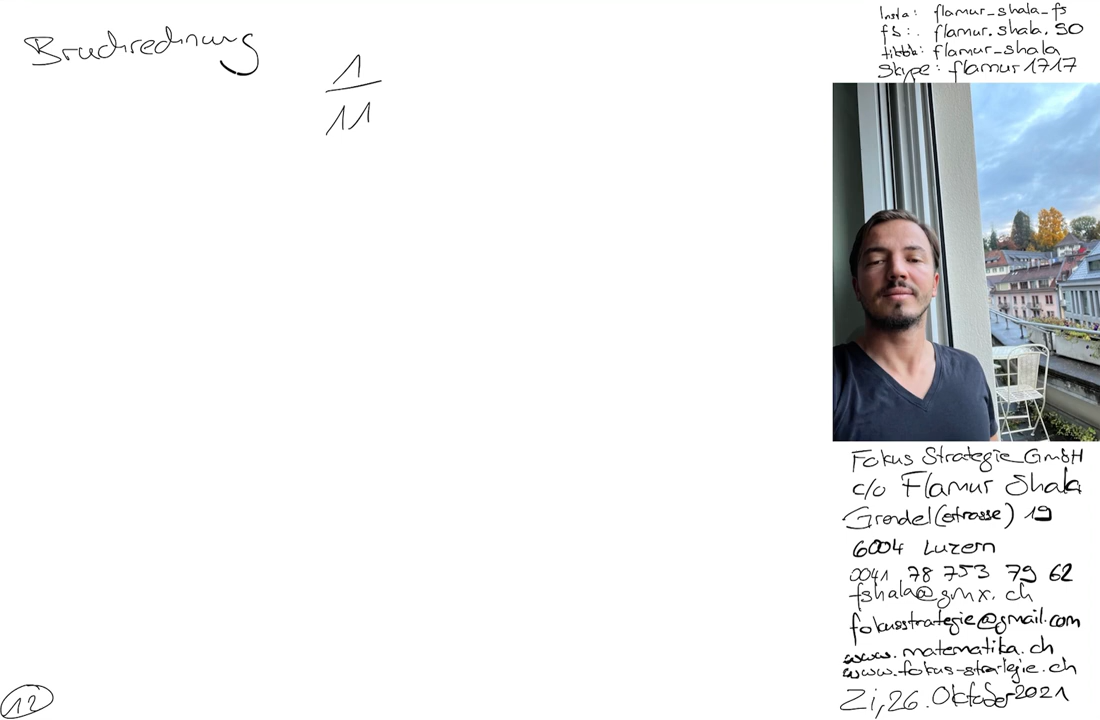 Bruchrechnung
1
11
Insta: flamur_shala_fs
fb: flamur.shala.50
tiktok: flamur_shala
Skype: flamur1717
Fokus Strategie GmbH
c/o Flamur Shala
Grendel(strasse) 19
6004 Luzern
0041 78 753 79 62
fshala@gmx.ch
fokusstrategie@gmail.com
www.matematika.ch
www.fokus-strategie.ch
Zi, 26. Oktober 2021
12